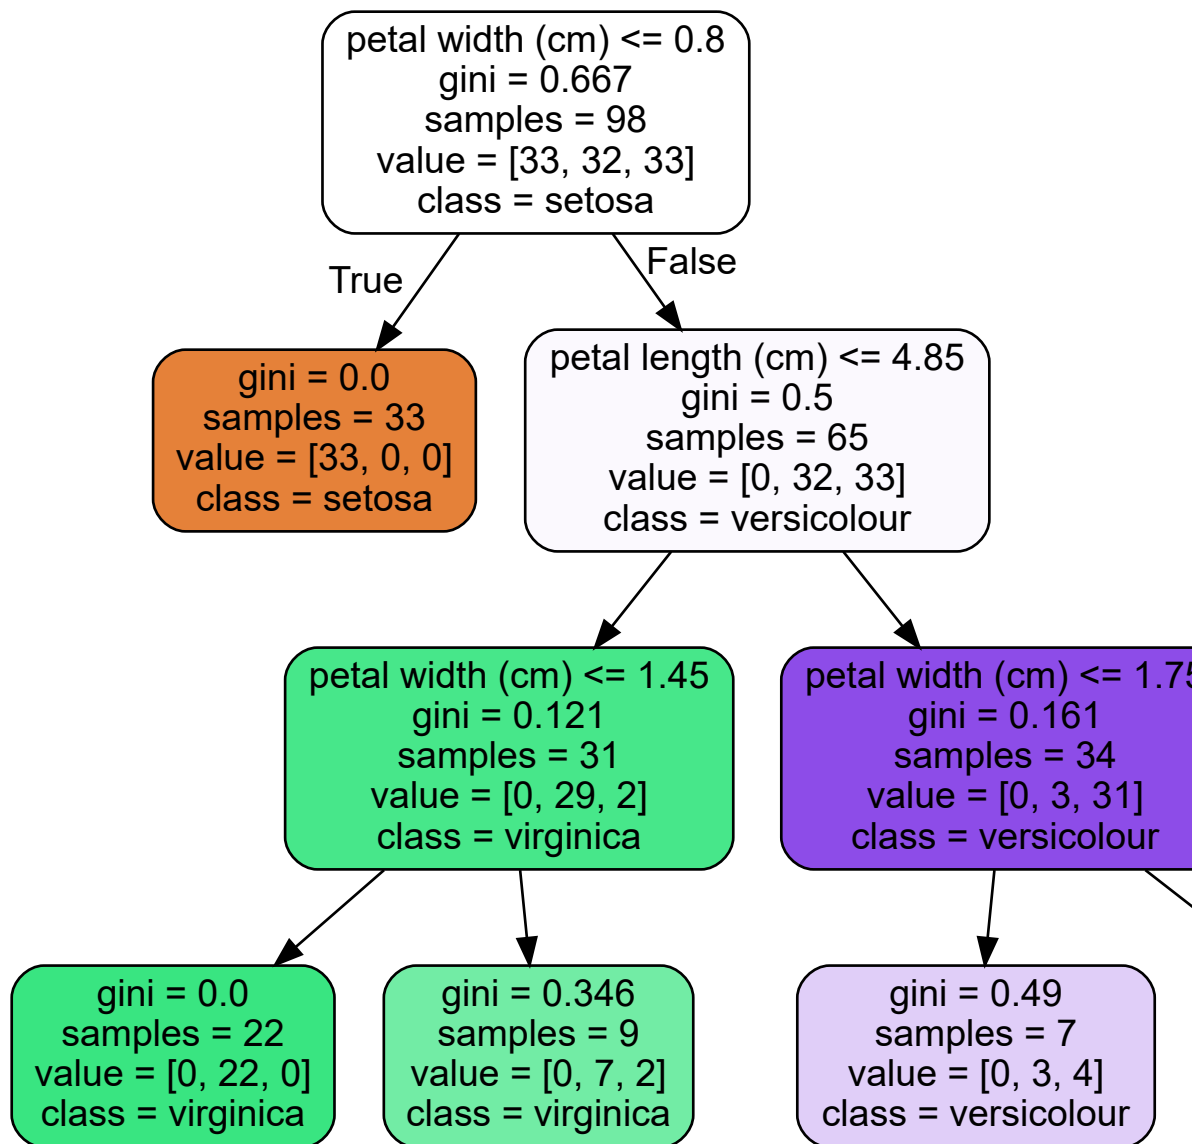 petal width (cm) <= 0.8
gini = 0.667
samples = 98
value = [33, 32, 33]
class = setosa
True
False
gini = 0.0
samples = 33
value = [33, 0, 0]
class = setosa
petal length (cm) <= 4.85
gini = 0.5
samples = 65
value = [0, 32, 33]
class = versicolour
petal width (cm) <= 1.45
gini = 0.121
samples = 31
value = [0, 29, 2]
class = virginica
petal width (cm) <= 1.75
gini = 0.161
samples = 34
value = [0, 3, 31]
class = versicolour
gini = 0.0
samples = 22
value = [0, 22, 0]
class = virginica
gini = 0.346
samples = 9
value = [0, 7, 2]
class = virginica
gini = 0.49
samples = 7
value = [0, 3, 4]
class = versicolour